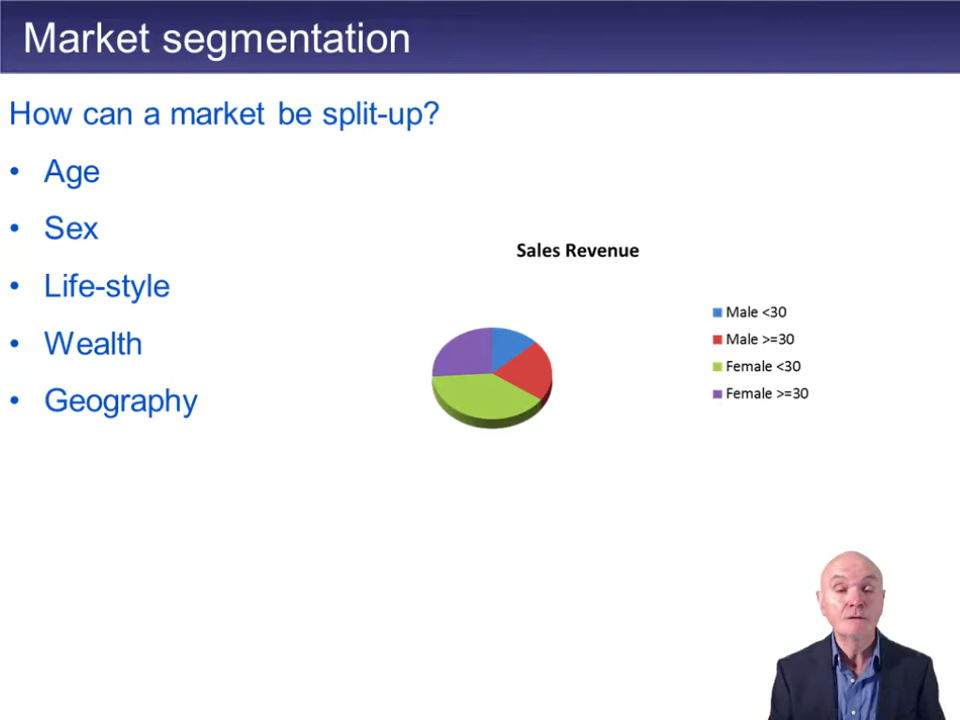 Market segmentation
How can a market be split-up?
• Age
• Sex
• Life-style
• Wealth
• Geography
Sales Revenue
Male <30
Male >=30
Female <30
Female >=30